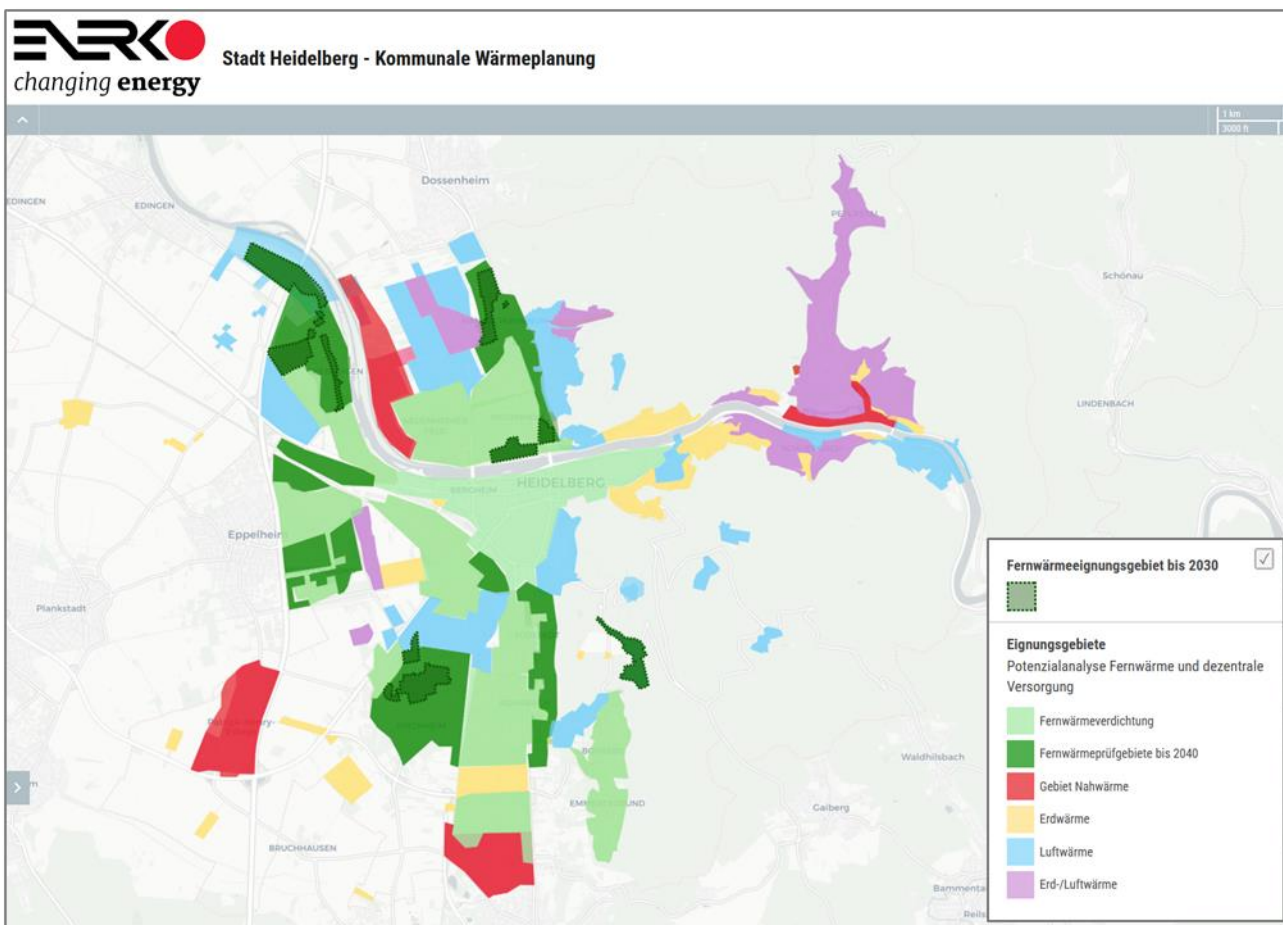 ENERKO
changing energy
Stadt Heidelberg - Kommunale Wärmeplanung
1 km
3000 ft
Dossenheim
EDINGEN
EDINGEN
Schönau
LINDENBACH
HEIDELBERG
BERGHEIM
Eppelheim
Plankstadt
Fernwärmeeignungsgebiet bis 2030
Eignungsgebiete
Potenzialanalyse Fernwärme und dezentrale
Versorgung
Fernwärmeverdichtung
Fernwärmeprüfgebiete bis 2040
Gebiet Nahwärme
Erdwärme
Luftwärme
Erd-/Luftwärme
Waldhilsbach
Gaiberg
BRUCHHAUSEN